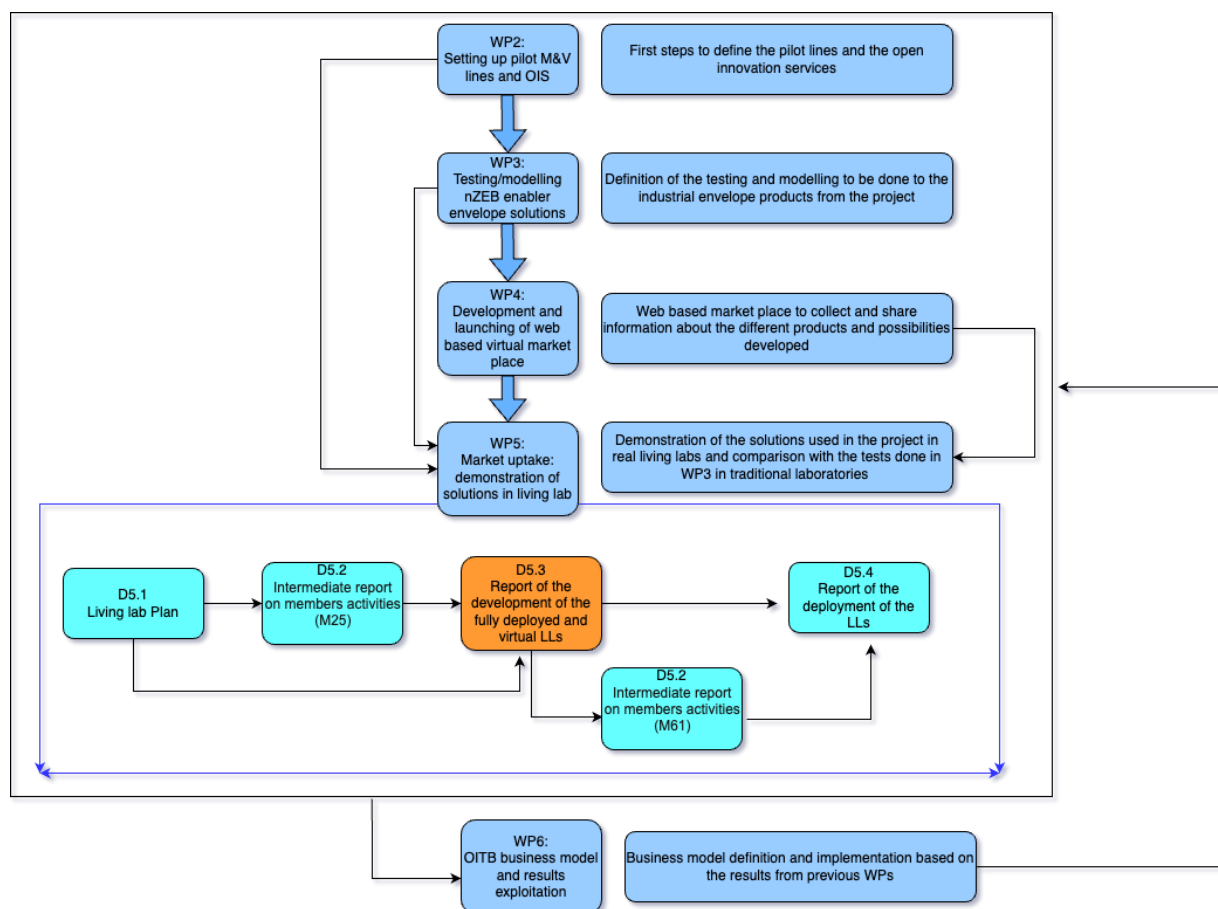 WP2:
Setting up pilot M&V
lines and OIS
First steps to define the pilot lines and the open
innovation services
WP3:
Testing/modelling
nZEB enabler
envelope solutions
Definition of the testing and modelling to be done to the
industrial envelope products from the project
WP4:
Development and
launching of web
based virtual market
place
Web based market place to collect and share
information about the different products and possibilities
developed
WP5:
Market uptake:
demonstration of
solutions in living lab
Demonstration of the solutions used in the project in
real living labs and comparison with the tests done in
WP3 in traditional laboratories
D5.1
Living lab Plan
D5.2
Intermediate report
on members activities
(M25)
D5.3
Report of the
development of the
fully deployed and
virtual LLs
D5.4
Report of the
deployment of the
LLs
D5.2
Intermediate report
on members activities
(M61)
WP6:
OITB business model
and results
exploitation
Business model definition and implementation based on
the results from previous WPs